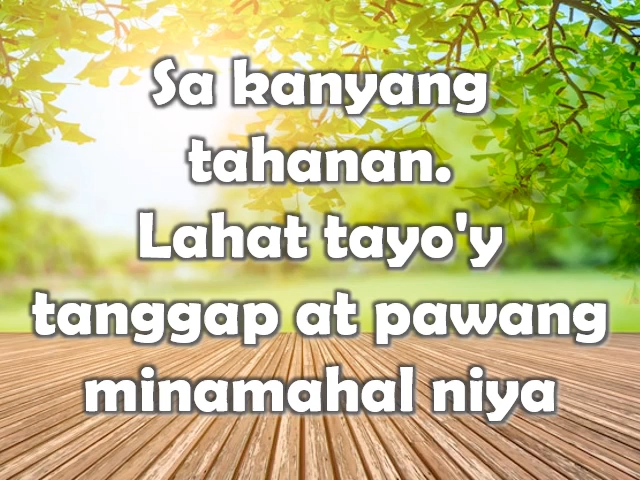 Sa kanyang
tahanan.
Lahat tayo'y
tanggap at pawang
minamahal niya